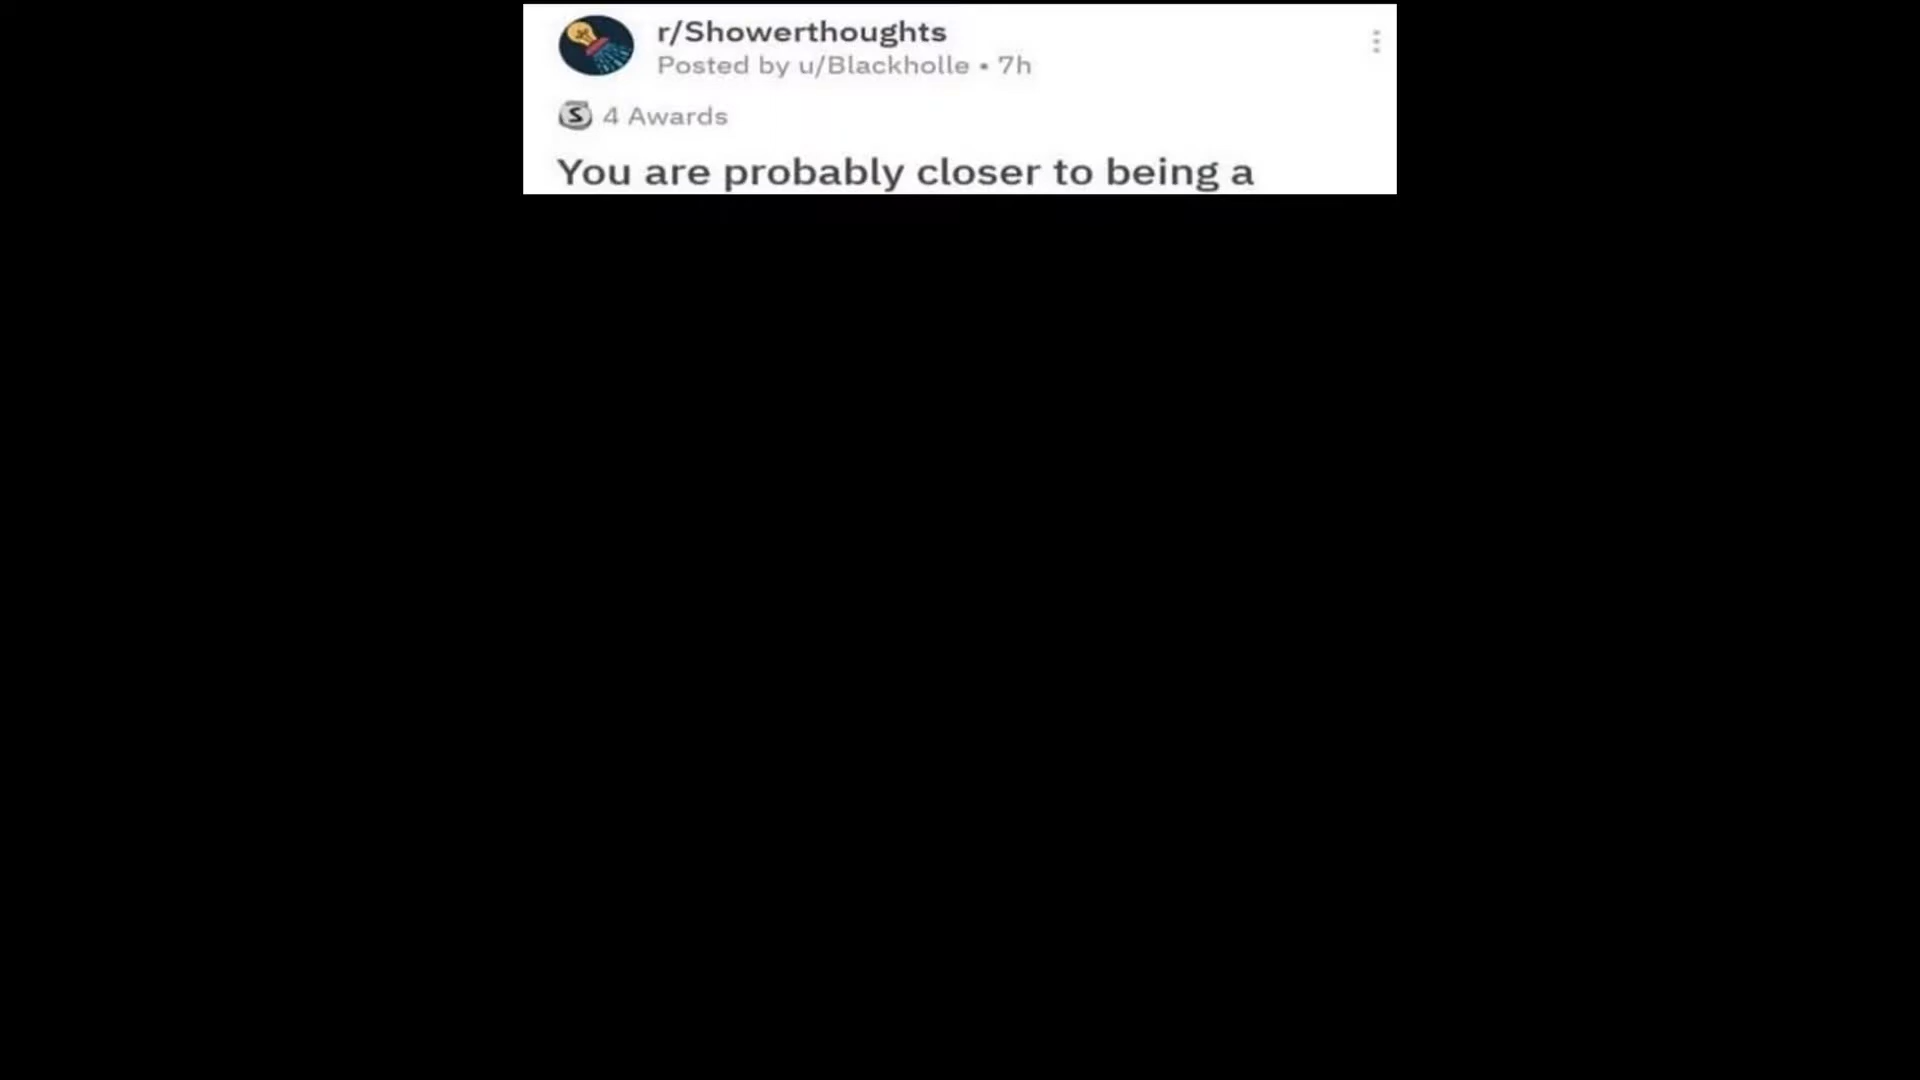 r/Showerthoughts
Posted by u/Blackholle • 7h
4 Awards
You are probably closer to being a